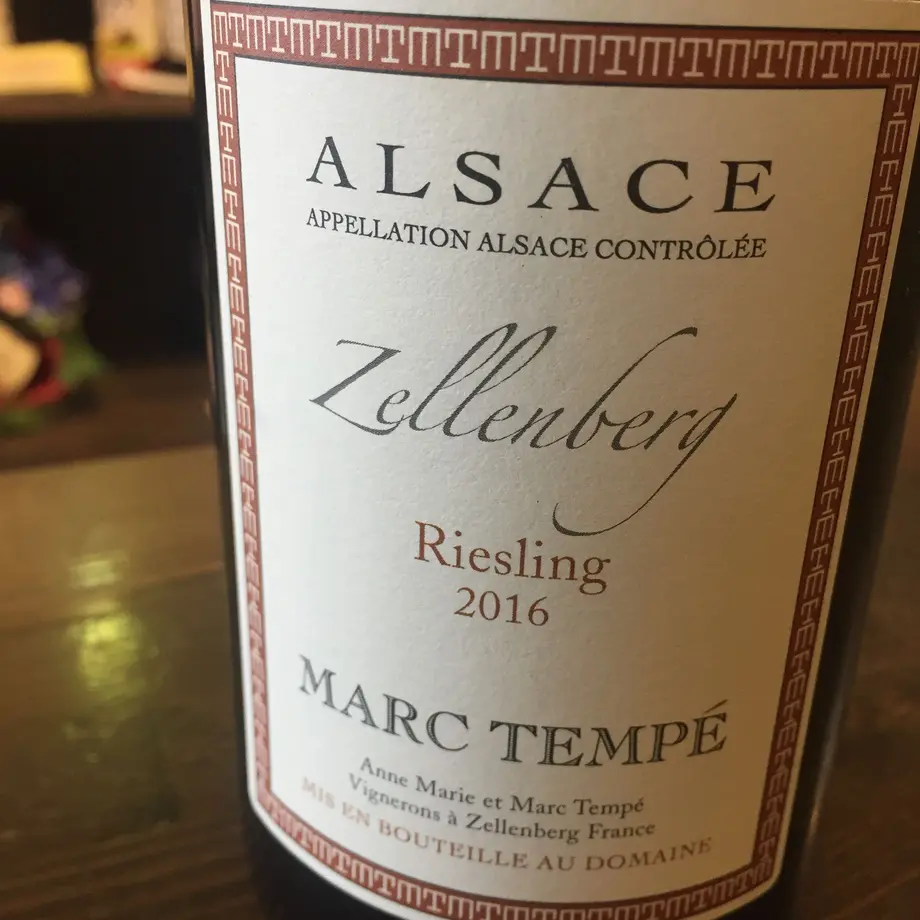 ALSACE
APPELLATION ALSACE CONTRÔLÉE
Zellenberg
Riesling
2016
MARC TEMPÉ
Anne Marie et Marc Tempé
Vignerons à Zellenberg France
MIS EN BOUTEILLE AU DOMAINE